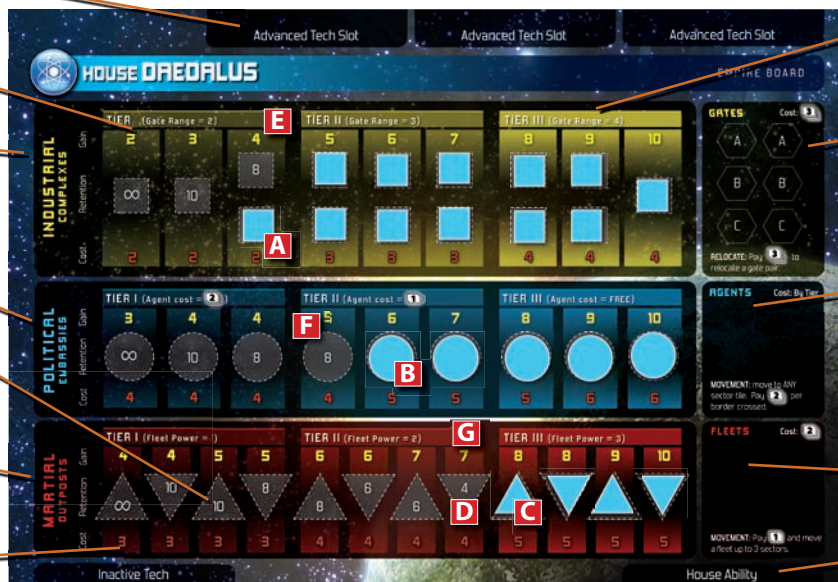 Advanced Tech Slot Advanced Tech Slot Advanced Tech Slot
HOUSE DAEDALUS
EMPIRE BOARD
INDUSTRIAL COMPLEXES
Gain
Retention
Cost
TIER (Gate Range = 2) E TIER II (Gate Range = 3) TIER III (Gate Range = 4)
2 3 4 5 6 7 8 9 10
8
∞ 10
A
2 2 2 3 3 3 4 4 4
GATES Cost: 3
A A
B B
C C
RELOCATE: Pay 3 to
relocate a gate pair.
POLITICAL EMBASSIES
Gain
Retention
Cost
TIER I (Agent cost = 2) TIER II (Agent cost = 1) TIER III (Agent cost = FREE)
3 4 4 5 6 7 8 9 10
F
∞ 10 8 8
B
4 4 4 4 5 5 5 6 6
AGENTS Cost: By Tier
MOVEMENT: move to ANY
sector tile. Pay 2 per
border crossed.
MARTIAL OUTPOSTS
Gain
Retention
Cost
TIER I (Fleet Power = TIER II (Fleet Power = 2) G TIER III (Fleet Power = 3)
4 4 5 5 6 6 7 7 8 8 9 10
∞ 10 10 8 8 6 6 4
D C
3 3 3 3 4 4 4 4 5 5 5 5
FLEETS Cost: 2
MOVEMENT: Pay 1 and move
a fleet up to 3 sectors.
Inactive Tech House Ability